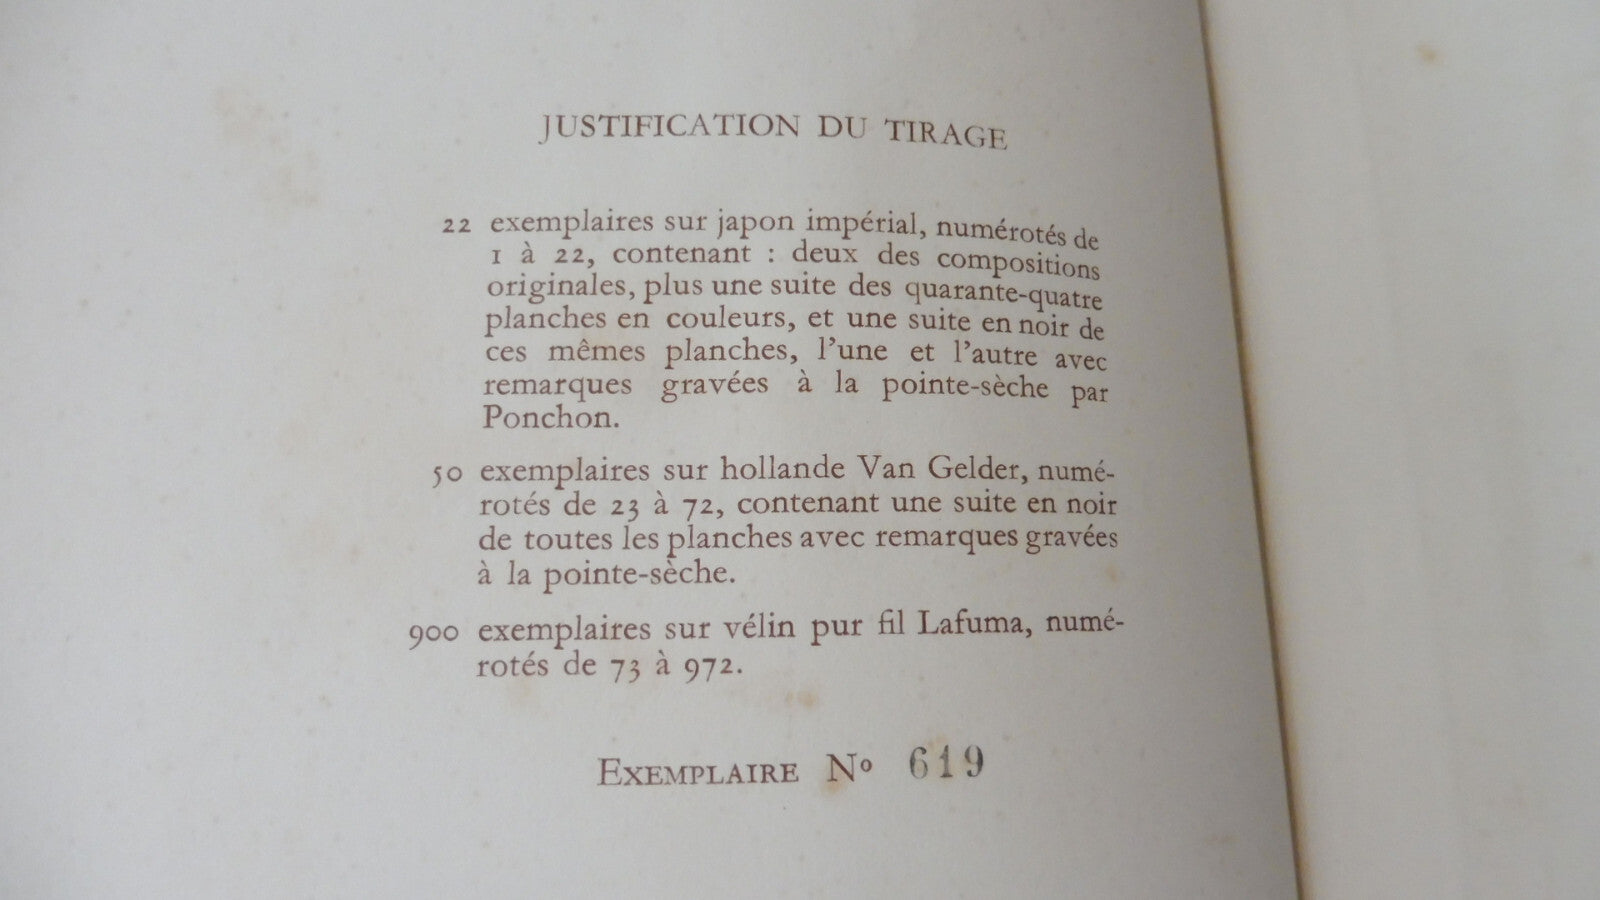 JUSTIFICATION DU TIRAGE
22 exemplaires sur japon impérial, numérotés de
1 à 22, contenant : deux des compositions
originales, plus une suite des quarante-quatre
planches en couleurs, et une suite en noir de
ces mêmes planches, l'une et l'autre avec
remarques gravées à la pointe-sèche par
Ponchon.
50 exemplaires sur hollande Van Gelder, numé-
rotés de 23 à 72, contenant une suite en noir
de toutes les planches avec remarques gravées
à la pointe-sèche.
900 exemplaires sur vélin pur fil Lafuma, numé-
rotés de 73 à 972.
EXEMPLAIRE No 619